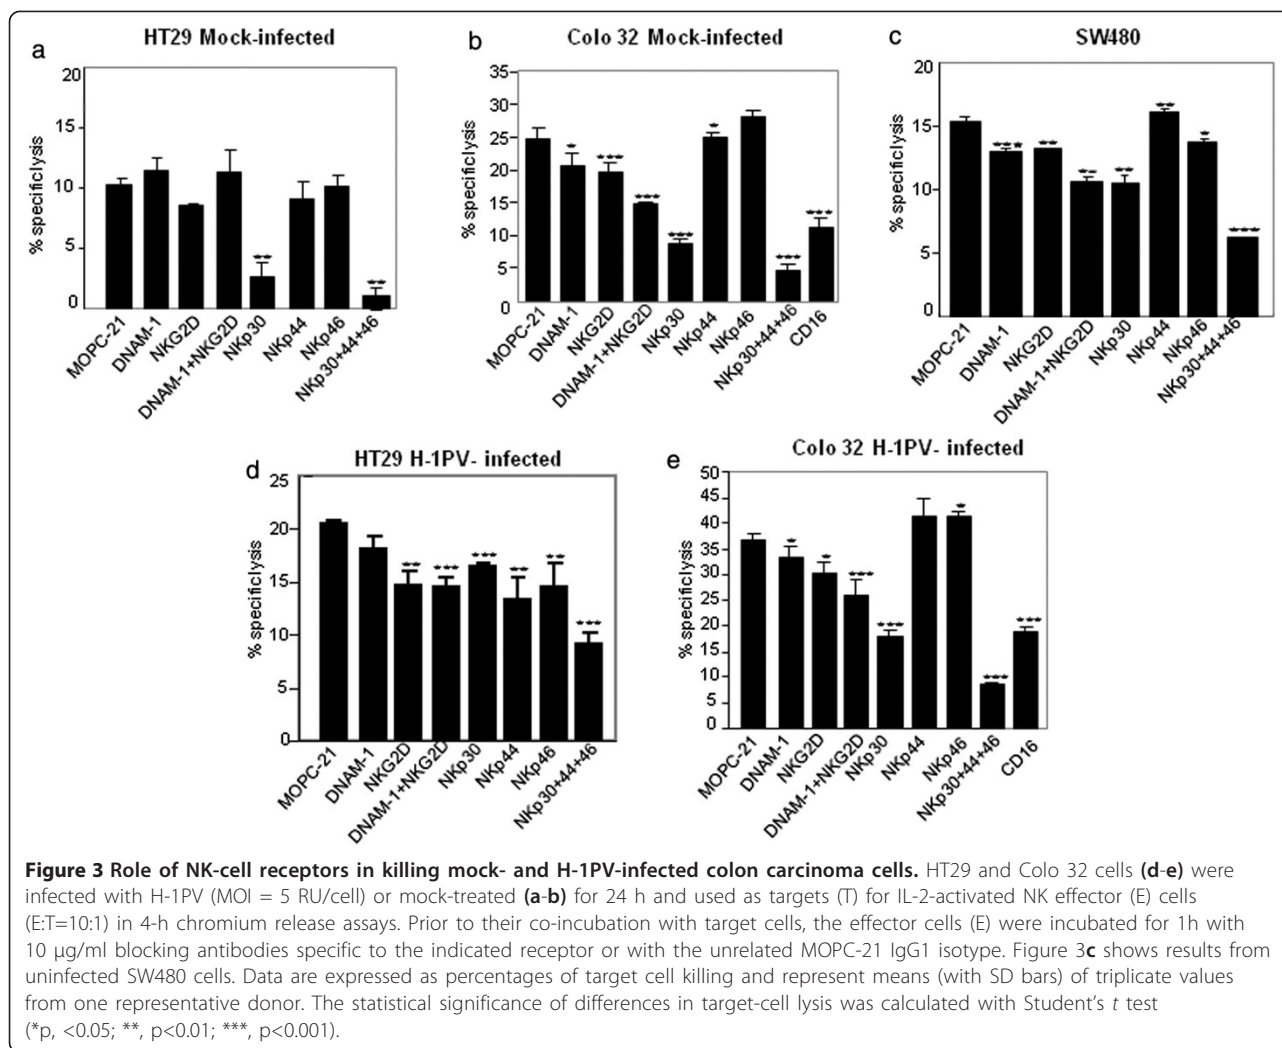 a
HT29 Mock-infected
% specificlysis
20
15
10
5
0
**
**
MOPC-21
DNAM-1
NKG2D
DNAM-1+NKG2D
NKp30
NKp44
NKp46
NKp30+44+46
b
Colo 32 Mock-infected
% specificlysis
35
30
25
20
15
10
5
0
*
***
***
***
*
***
***
MOPC-21
DNAM-1
NKG2D
DNAM-1+NKG2D
NKp30
NKp44
NKp46
NKp30+44+46
CD16
c
SW480
% specificlysis
20
15
10
5
0
***
**
**
**
**
*
***
MOPC-21
DNAM-1
NKG2D
DNAM-1+NKG2D
NKp30
NKp44
NKp46
NKp30+44+46
d
HT29 H-1PV- infected
% specificlysis
25
20
15
10
5
0
**
***
***
**
**
***
MOPC-21
DNAM-1
NKG2D
DNAM-1+NKG2D
NKp30
NKp44
NKp46
NKp30+44+46
e
Colo 32 H-1PV- infected
% specificlysis
50
45
40
35
30
25
20
15
10
5
0
*
*
***
***
*
***
***
MOPC-21
DNAM-1
NKG2D
DNAM-1+NKG2D
NKp30
NKp44
NKp46
NKp30+44+46
CD16
Figure 3 Role of NK-cell receptors in killing mock- and H-1PV-infected colon carcinoma cells. HT29 and Colo 32 cells (d-e) were
infected with H-1PV (MOI = 5 RU/cell) or mock-treated (a-b) for 24 h and used as targets (T) for IL-2-activated NK effector (E) cells
(E:T=10:1) in 4-h chromium release assays. Prior to their co-incubation with target cells, the effector cells (E) were incubated for 1h with
10 μg/ml blocking antibodies specific to the indicated receptor or with the unrelated MOPC-21 IgG1 isotype. Figure 3c shows results from
uninfected SW480 cells. Data are expressed as percentages of target cell killing and represent means (with SD bars) of triplicate values
from one representative donor. The statistical significance of differences in target-cell lysis was calculated with Student's t test
(*p, <0.05; **, p<0.01; ***, p<0.001).